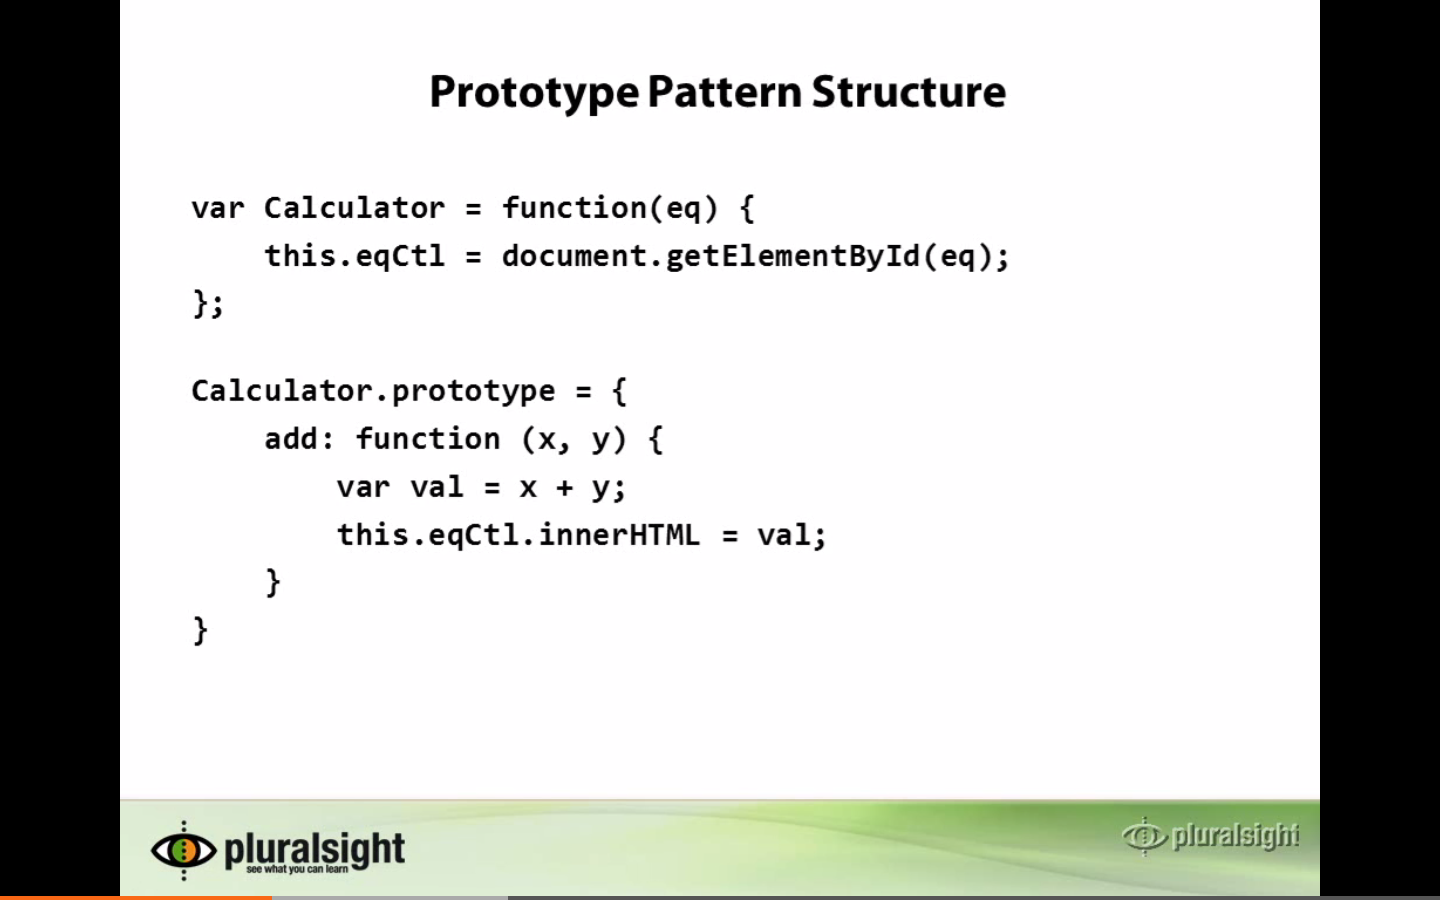 Prototype Pattern Structure
var Calculator = function(eq) {
    this.eqCtl = document.getElementById(eq);
};
Calculator.prototype = {
    add: function (x, y) {
        var val = x + y;
        this.eqCtl.innerHTML = val;
    }
}
pluralsight
see what you can learn
pluralsight